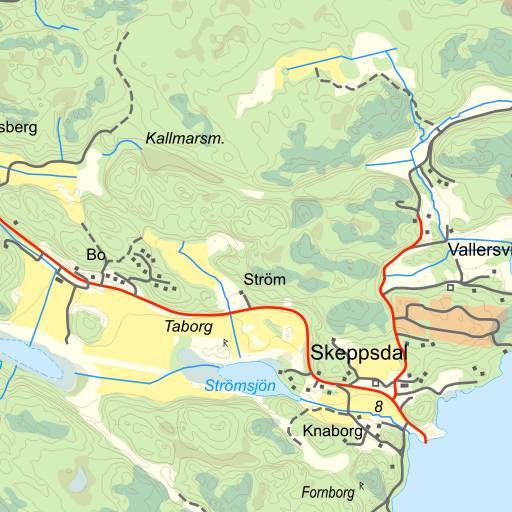 sberg
Kallmarsm.
Bo
Vallersvi
Ström
Taborg
R
Skeppsdal
Strömsjön
8
Knaborg
Fornborg R